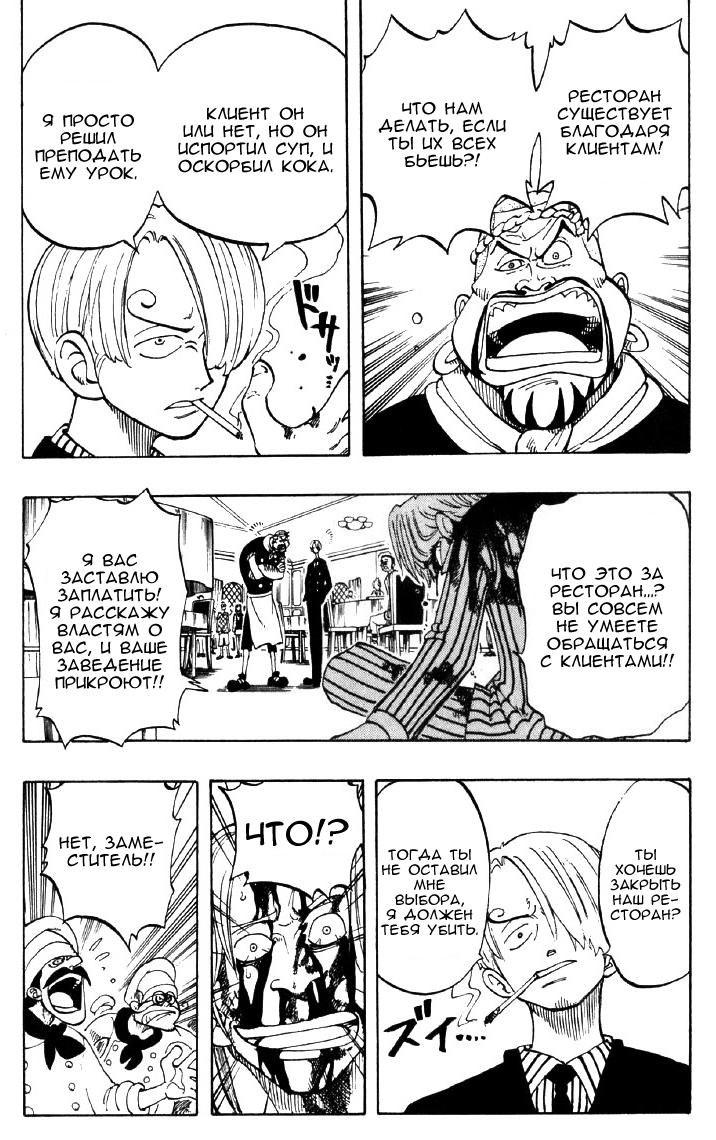 РЕСТОРАН
СУЩЕСТВУЕТ
БЛАГОДАРЯ
КЛИЕНТАМ!
ЧТО НАМ
ДЕЛАТЬ, ЕСЛИ
ТЫ ИХ ВСЕХ
БЬЕШЬ?!
КЛИЕНТ ОН
ИЛИ НЕТ, НО ОН
ИСПОРТИЛ СУП, И
ОСКОРБИЛ КОКА.
Я ПРОСТО
РЕШИЛ
ПРЕПОДАТЬ
ЕМУ УРОК.
ドサッ
ЧТО ЭТО ЗА
РЕСТОРАН...?
ВЫ СОВСЕМ
НЕ УМЕЕТЕ
ОБРАЩАТЬСЯ
С КЛИЕНТАМИ!!
Я ВАС
ЗАСТАВЛЮ
ЗАПЛАТИТЬ!
Я РАССКАЖУ
ВЛАСТЯМ О
ВАС, И ВАШЕ
ЗАВЕДЕНИЕ
ПРИКРОЮТ!!
ТЫ
ХОЧЕШЬ
ЗАКРЫТЬ
НАШ РЕ-
СТОРАН?
ТОГДА ТЫ
НЕ ОСТАВИЛ
МНЕ
ВЫБОРА,
Я ДОЛЖЕН
ТЕБЯ УБИТЬ.
ズイ....
ЧТО!?
НЕТ, ЗАМЕ-
СТИТЕЛЬ!!